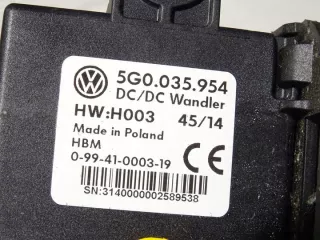 5G0.035.954
DC/DC Wandler
HW:H003 45/14
Made in Poland
HBM
0-99-41-0003-19 CE
SN:3140000002589538